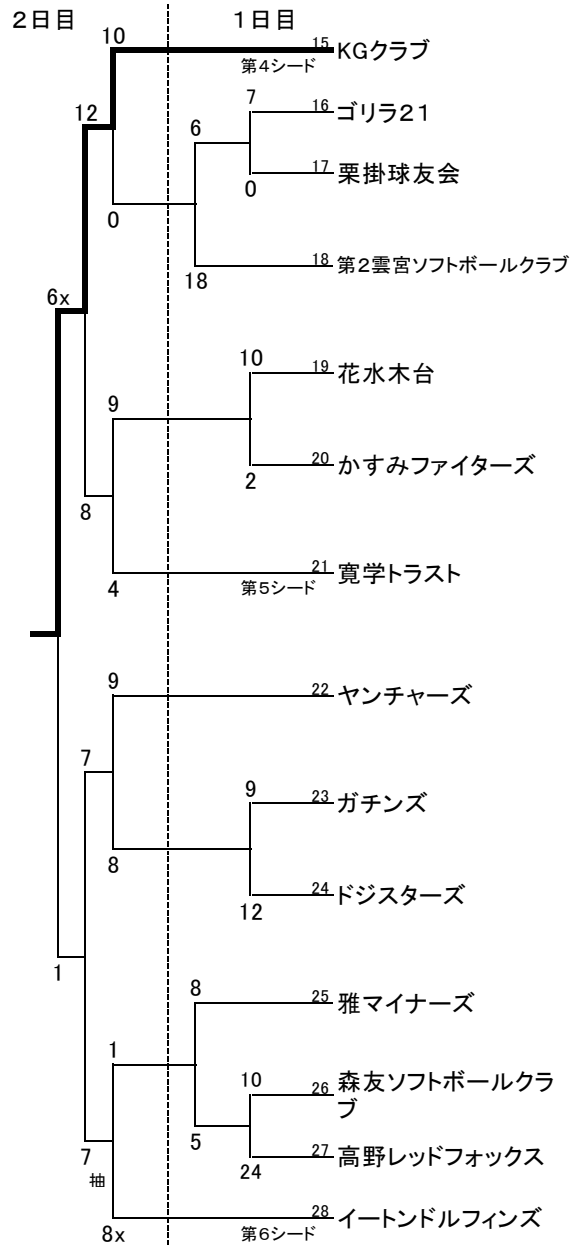 ２日目 １日目
10
15 KGクラブ
第4シード
7
16 ゴリラ２１
12
6
17 栗掛球友会
0
0
18
18 第２雲宮ソフトボールクラブ
6x
10
19 花水木台
9
20 かすみファイターズ
2
8
21 寛学トラスト
4
第5シード
9
22 ヤンチャーズ
7
9
23 ガチンズ
8
24 ドジスターズ
12
1
8
25 雅マイナーズ
1
10
26 森友ソフトボールクラ
ブ
7
5
27 高野レッドフォックス
24
抽
28 イートンドルフィンズ
8x
第6シード